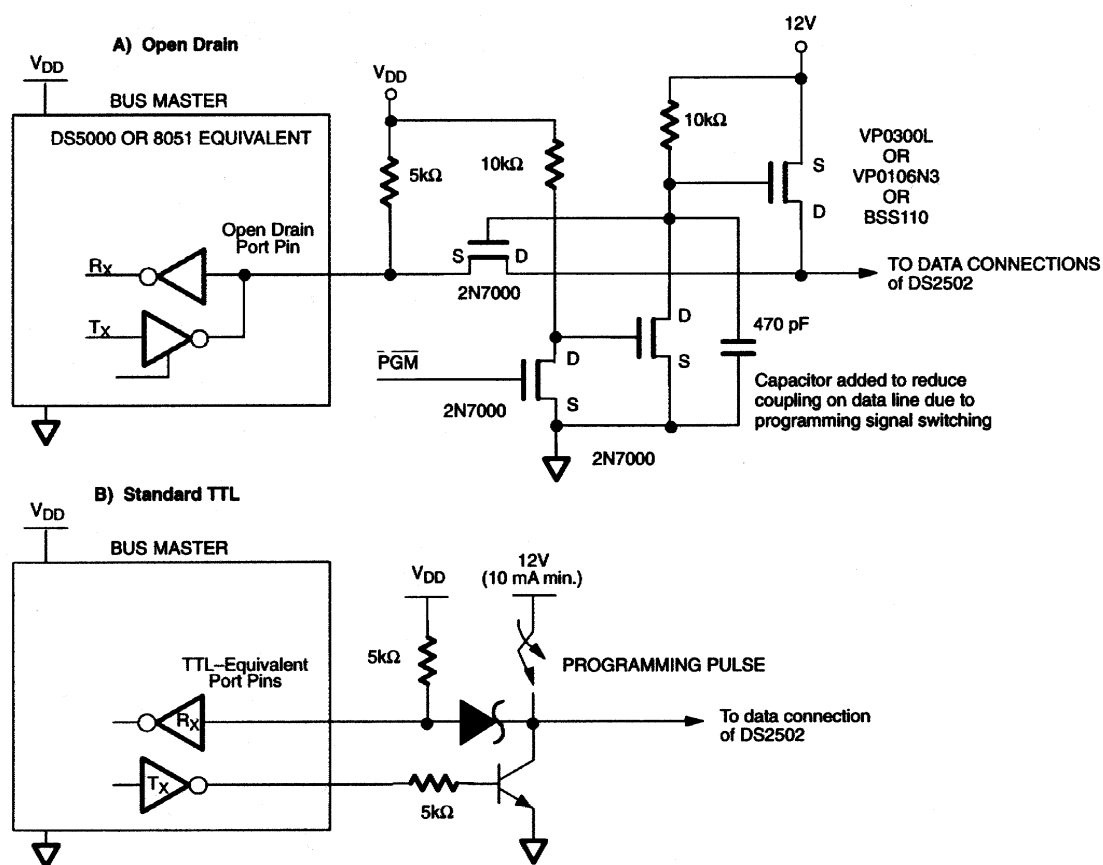 A) Open Drain
VDD
BUS MASTER
DS5000 OR 8051 EQUIVALENT
Open Drain
Port Pin
RX
TX
VDD
5kΩ
10kΩ
S
D
2N7000
PGM
2N7000
D
S
12V
10kΩ
S
D
VP0300L
OR
VP0106N3
OR
BSS110
TO DATA CONNECTIONS
of DS2502
D
S
470 pF
Capacitor added to reduce
coupling on data line due to
programming signal switching
2N7000
B) Standard TTL
VDD
BUS MASTER
TTL–Equivalent
Port Pins
RX
TX
VDD
5kΩ
12V
(10 mA min.)
PROGRAMMING PULSE
To data connection
of DS2502
5kΩ